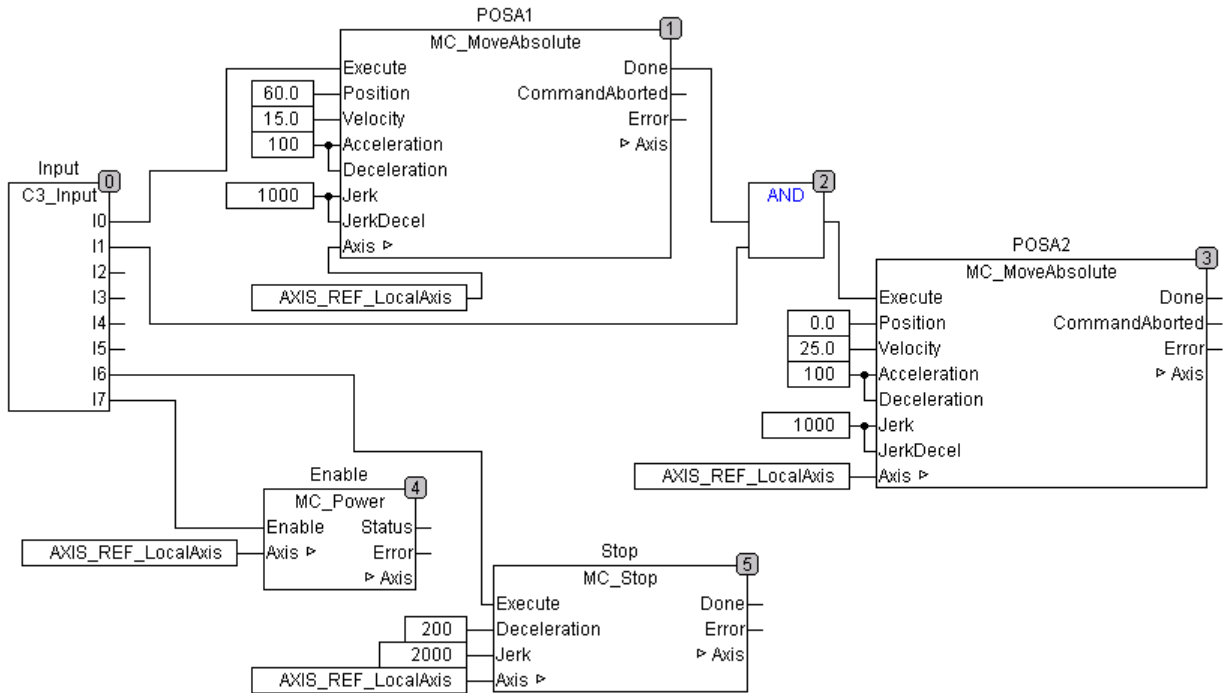 POSA1
1
MC_MoveAbsolute
Execute Done
60.0 Position CommandAborted
15.0 Velocity Error
100 Acceleration ▹ Axis
Deceleration
1000 Jerk
JerkDecel
Axis ▹
AXIS_REF_LocalAxis
Input
0
C3_Input
I0
I1
I2
I3
I4
I5
I6
I7
2
AND
POSA2
3
MC_MoveAbsolute
Execute Done
0.0 Position CommandAborted
25.0 Velocity Error
100 Acceleration ▹ Axis
Deceleration
1000 Jerk
JerkDecel
AXIS_REF_LocalAxis Axis ▹
Enable
4
MC_Power
Enable Status
AXIS_REF_LocalAxis Axis ▹ Error
▹ Axis
Stop
5
MC_Stop
Execute Done
200 Deceleration Error
2000 Jerk ▹ Axis
AXIS_REF_LocalAxis Axis ▹